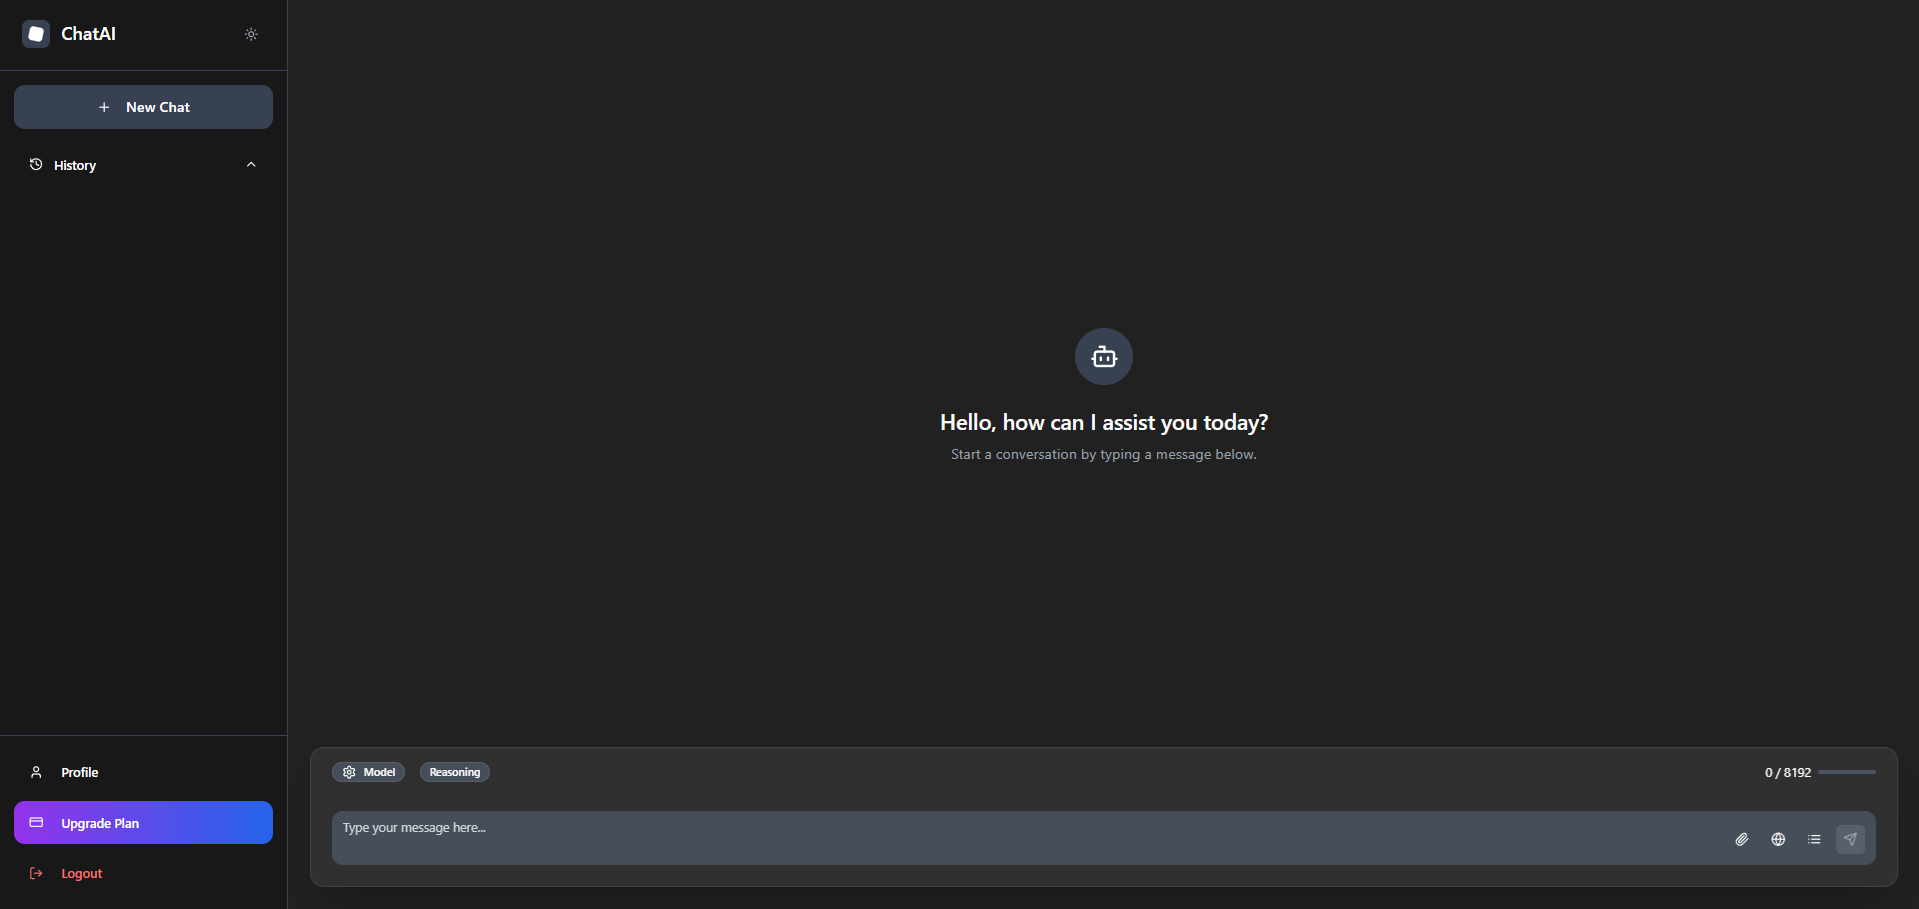 ChatAI
New Chat
History
Hello, how can I assist you today?
Start a conversation by typing a message below.
Profile
Upgrade Plan
Logout
Model
Reasoning
0 / 8192
Type your message here...